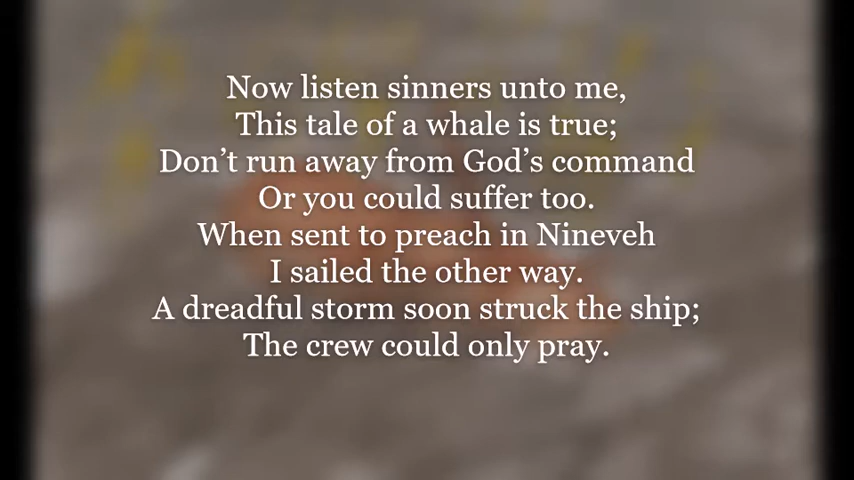 Now listen sinners unto me,
This tale of a whale is true;
Don’t run away from God’s command
Or you could suffer too.
When sent to preach in Nineveh
I sailed the other way.
A dreadful storm soon struck the ship;
The crew could only pray.